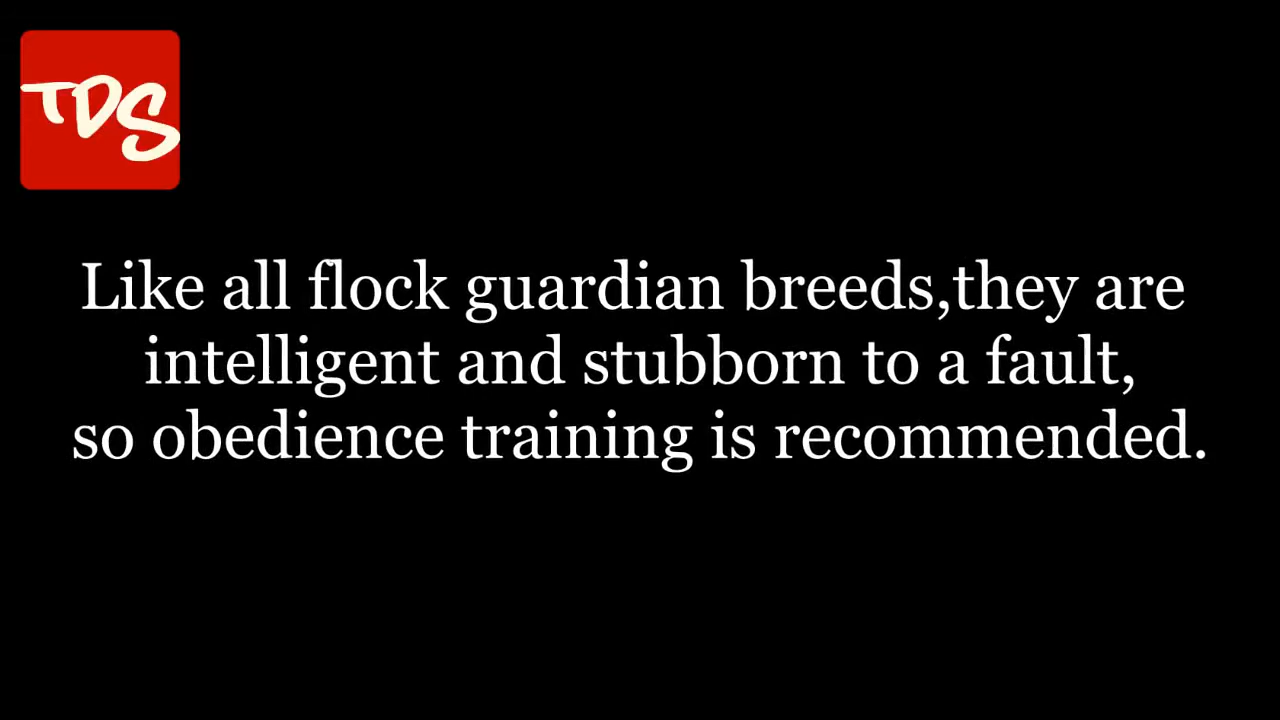 TDS
Like all flock guardian breeds,they are
intelligent and stubborn to a fault,
so obedience training is recommended.